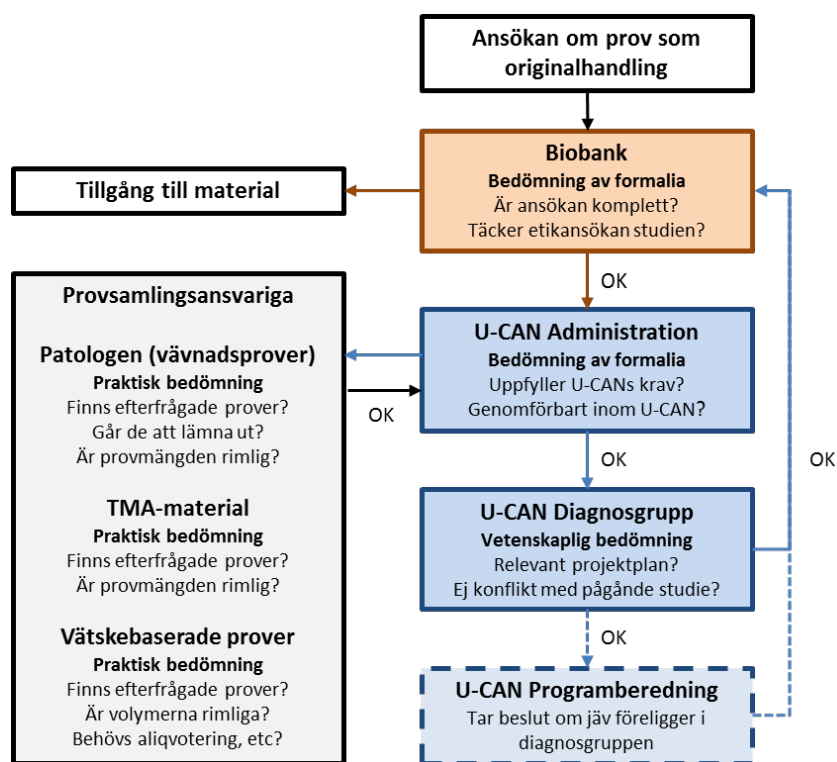 Ansökan om prov som
originalhandling
Biobank
Bedömning av formalia
Är ansökan komplett?
Täcker etikansökan studien?
Tillgång till material
OK
Provsamlingsansvariga
Patologen (vävnadsprover)
Praktisk bedömning
Finns efterfrågade prover?
Går de att lämna ut?
Är provmängden rimlig?
TMA-material
Praktisk bedömning
Finns efterfrågade prover?
Är provmängden rimlig?
Vätskebaserade prover
Praktisk bedömning
Finns efterfrågade prover?
Är volymerna rimliga?
Behövs aliqvotering, etc?
OK
U-CAN Administration
Bedömning av formalia
Uppfyller U-CANs krav?
Genomförbart inom U-CAN?
OK
OK
U-CAN Diagnosgrupp
Vetenskaplig bedömning
Relevant projektplan?
Ej konflikt med pågånde studie?
OK
U-CAN Programberedning
Tar beslut om jäv föreligger i
diagnosgruppen